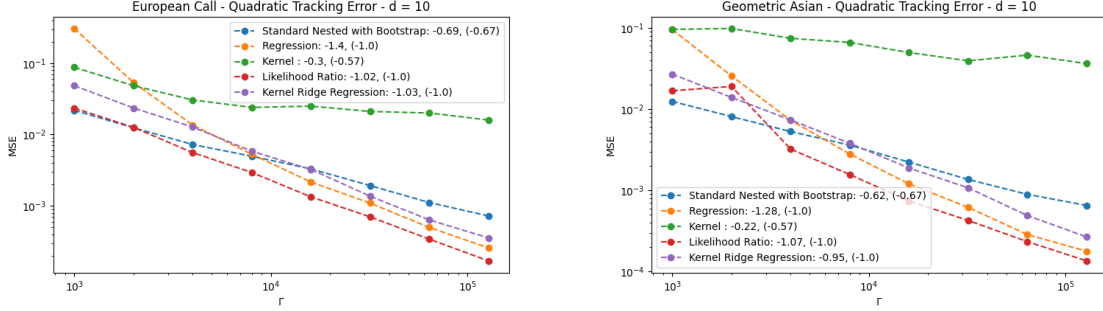 European Call - Quadratic Tracking Error - d = 10
MSE
10⁻¹
10⁻²
10⁻³
Standard Nested with Bootstrap: -0.69, (-0.67)
Regression: -1.4, (-1.0)
Kernel : -0.3, (-0.57)
Likelihood Ratio: -1.02, (-1.0)
Kernel Ridge Regression: -1.03, (-1.0)
10³
10⁴
10⁵
Γ
Geometric Asian - Quadratic Tracking Error - d = 10
MSE
10⁻¹
10⁻²
10⁻³
10⁻⁴
Standard Nested with Bootstrap: -0.62, (-0.67)
Regression: -1.28, (-1.0)
Kernel : -0.22, (-0.57)
Likelihood Ratio: -1.07, (-1.0)
Kernel Ridge Regression: -0.95, (-1.0)
10³
10⁴
10⁵
Γ